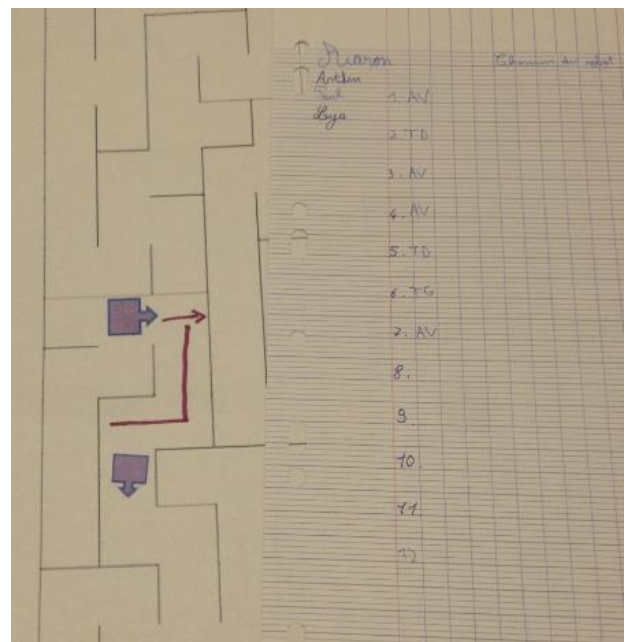 Chemin du robot
Arthur
Paul
Lya
1. AV
2 TD
3. AV
4. AV
5. TD
6. TG
7. AV
8.
9
10
11
12